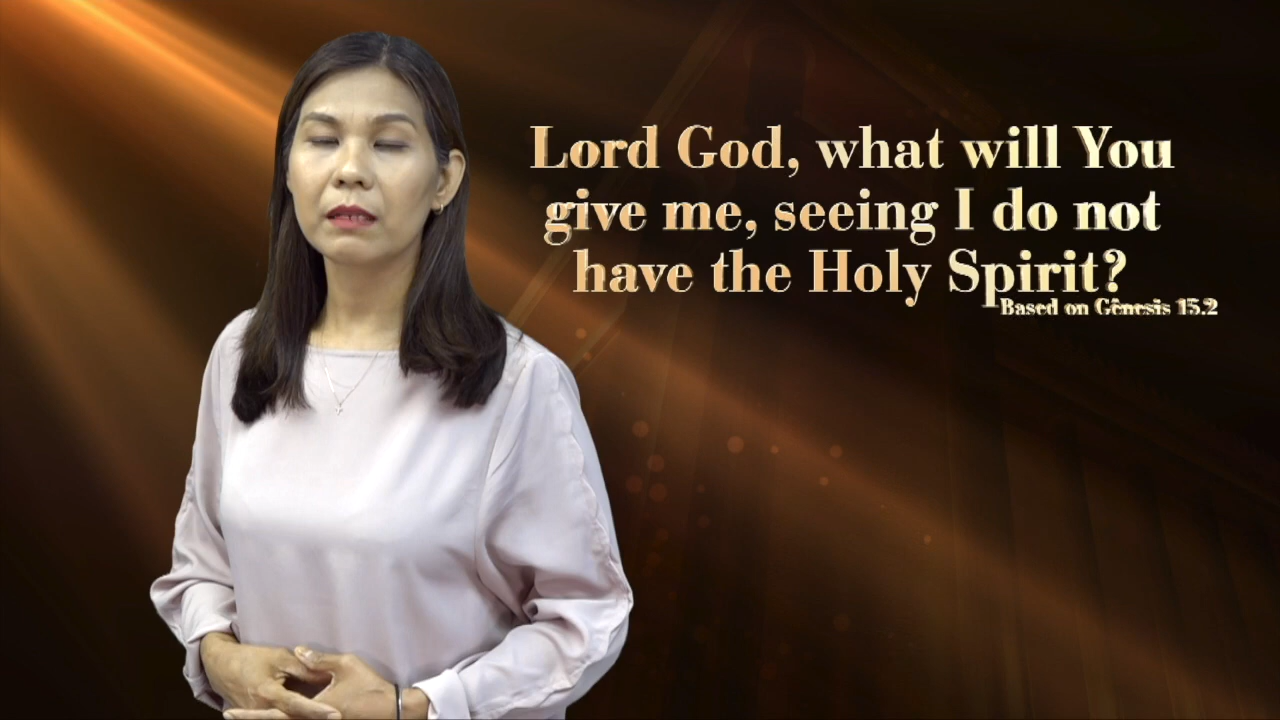 Lord God, what will You
give me, seeing I do not
have the Holy Spirit?
Based on Gênesis 15.2